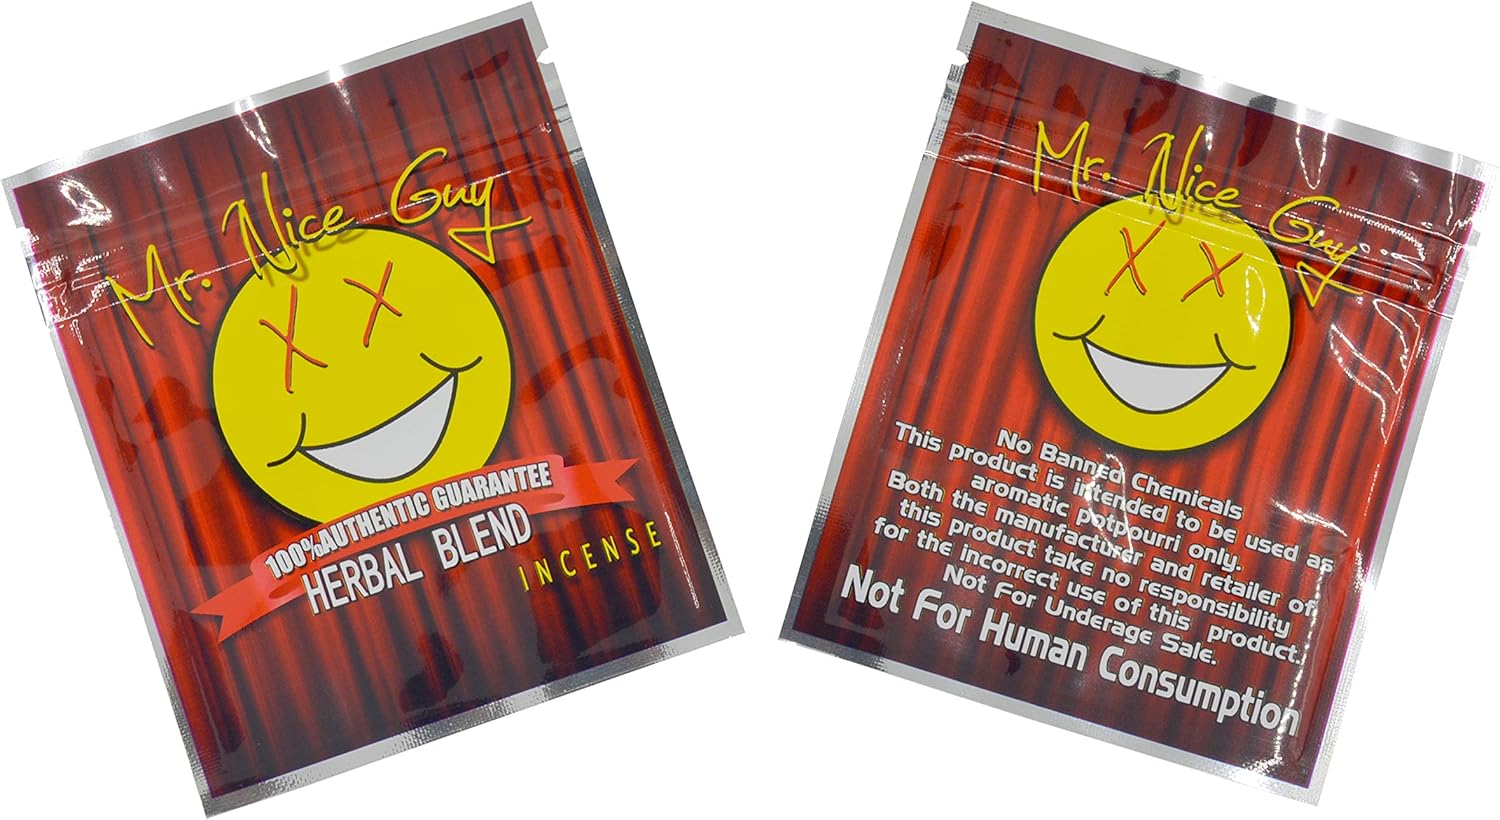 Mr. Nice Guy
100%AUTHENTIC GUARANTEE
HERBAL BLEND
INCENSE
Mr. Nice Guy
No Banned Chemicals
This product is intended to be used as
aromatic potpourri only.
Both the manufacturer and retailer of
this product take no responsibility
for the incorrect use of this product.
Not For Underage Sale.
Not For Human Consumption